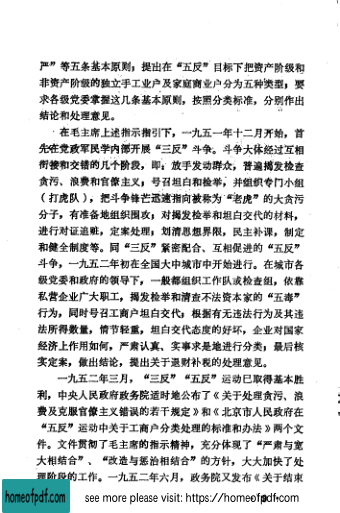 严”等五条基本原则；提出在“五反”目标下把资产阶级和
非资产阶级的独立手工业户及家庭商业户分为五种类型；要
求各级党委掌握这几条基本原则，按照分类标准，分别作出
结论和处理意见。
在毛主席上述指示指引下，一九五一年十二月开始，首
先在党政军民学内部开展“三反”斗争。斗争大体经过互相
衔接和交错的几个阶段，即：放手发动群众，普遍揭发检查
贪污、浪费和官僚主义；号召坦白和检举，并组织专门小组
（打虎队），把斗争锋芒迅速指向被称为“老虎”的大贪污
分子，有准备地组织围攻；对揭发检举和坦白交代的材料，
进行对证追赃，定案处理，划清思想界限，民主补课，制定
和健全制度等。同“三反”紧密配合、互相促进的“五反”
斗争，一九五二年初在全国大中城市中开始进行。在城市各
级党委和政府的领导下，一般都组织工作队或检查组，依靠
私营企业广大职工，揭发检举和清查不法资本家的“五毒”
行为，同时号召工商户坦白交代；根据有无违法行为及其违
法所得数量，情节轻重，坦白交代态度的好坏，企业对国家
经济上作用如何，严肃认真、实事求是地进行分类；最后核
实定案，做出结论，提出关于退财补税的处理意见。
一九五二年三月，“三反”“五反”运动已取得基本胜
利，中央人民政府政务院适时地公布了《关于处理贪污、浪
费及克服官僚主义错误的若干规定》和《北京市人民政府在
“五反”运动中关于工商户分类处理的标准和办法》两个文
件。文件贯彻了毛主席的指示精神，充分体现了“严肃与宽
大相结合”、“改造与惩治相结合”的方针，大大加快了处
理阶段的工作。一九五二年六月，政务院又发布《关于结束
homeofpdf.com
see more please visit: https://homeofpdf.com